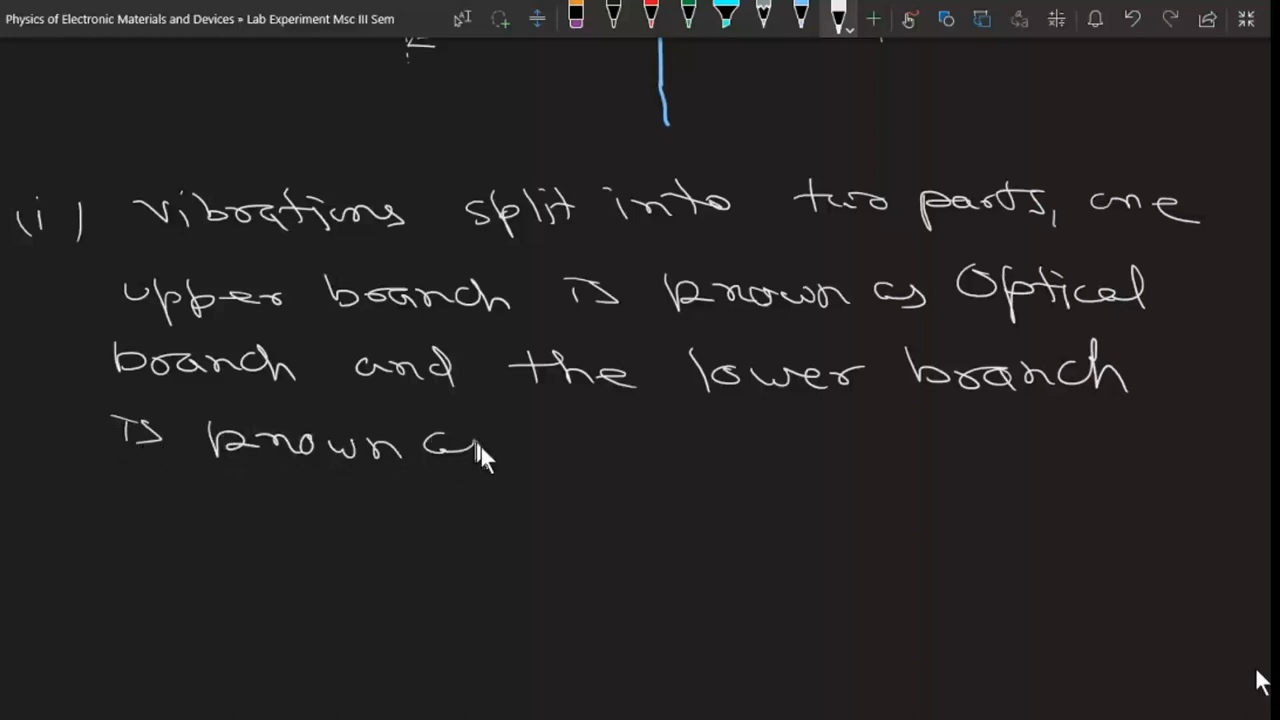 Physics of Electronic Materials and Devices » Lab Experiment Msc III Sem
(i) vibrations split into two parts, one
upper branch is known as Optical
branch and the lower branch
is known a